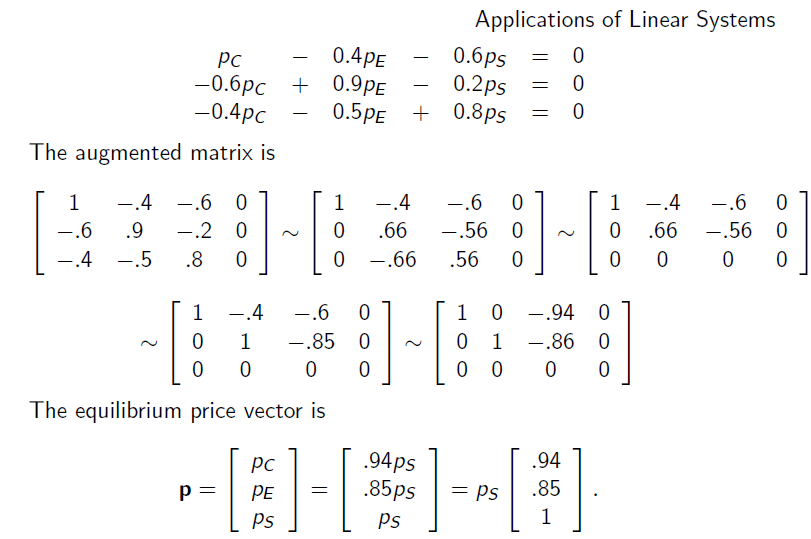 Applications of Linear Systems
pC − 0.4pE − 0.6pS = 0
−0.6pC + 0.9pE − 0.2pS = 0
−0.4pC − 0.5pE + 0.8pS = 0
The augmented matrix is
[ 1 −.4 −.6 0 ] [ 1 −.4 −.6 0 ] [ 1 −.4 −.6 0 ]
[ −.6 .9 −.2 0 ] ∼ [ 0 .66 −.56 0 ] ∼ [ 0 .66 −.56 0 ]
[ −.4 −.5 .8 0 ] [ 0 −.66 .56 0 ] [ 0 0 0 0 ]
[ 1 −.4 −.6 0 ] [ 1 0 −.94 0 ]
∼ [ 0 1 −.85 0 ] ∼ [ 0 1 −.86 0 ]
[ 0 0 0 0 ] [ 0 0 0 0 ]
The equilibrium price vector is
[ pC ] [ .94pS ] [ .94 ]
p = [ pE ] = [ .85pS ] = pS [ .85 ] .
[ pS ] [ pS ] [ 1 ]